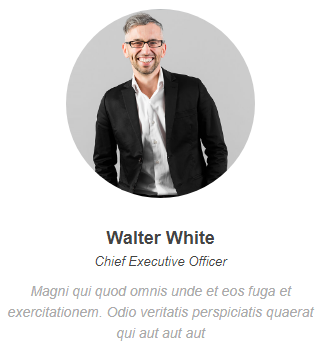 Walter White
Chief Executive Officer
Magni qui quod omnis unde et eos fuga et
exercitationem. Odio veritatis perspiciatis quaerat
qui aut aut aut